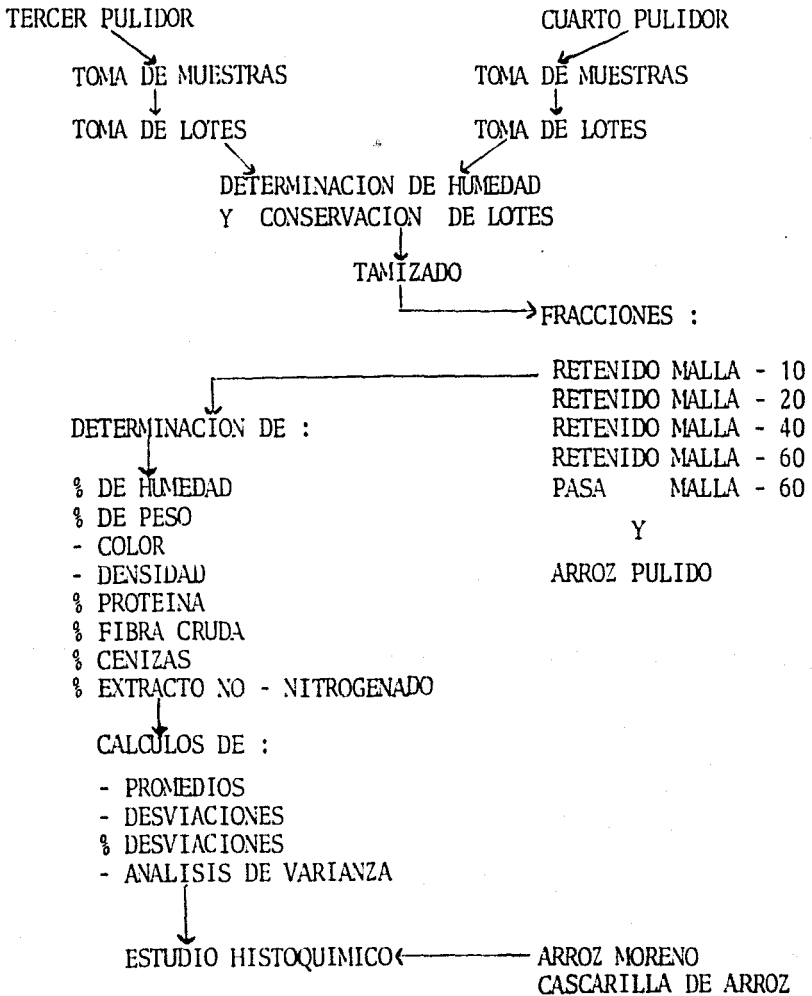 TERCER PULIDOR
CUARTO PULIDOR
TOMA DE MUESTRAS
TOMA DE MUESTRAS
TOMA DE LOTES
TOMA DE LOTES
DETERMINACION DE HUMEDAD
Y CONSERVACION DE LOTES
TAMIZADO
FRACCIONES :
RETENIDO MALLA - 10
RETENIDO MALLA - 20
RETENIDO MALLA - 40
RETENIDO MALLA - 60
PASA MALLA - 60
Y
ARROZ PULIDO
DETERMINACION DE :
% DE HUMEDAD
% DE PESO
- COLOR
- DENSIDAD
% PROTEINA
% FIBRA CRUDA
% CENIZAS
% EXTRACTO NO - NITROGENADO
CALCULOS DE :
- PROMEDIOS
- DESVIACIONES
% DESVIACIONES
- ANALISIS DE VARIANZA
ESTUDIO HISTOQUIMICO
ARROZ MORENO
CASCARILLA DE ARROZ